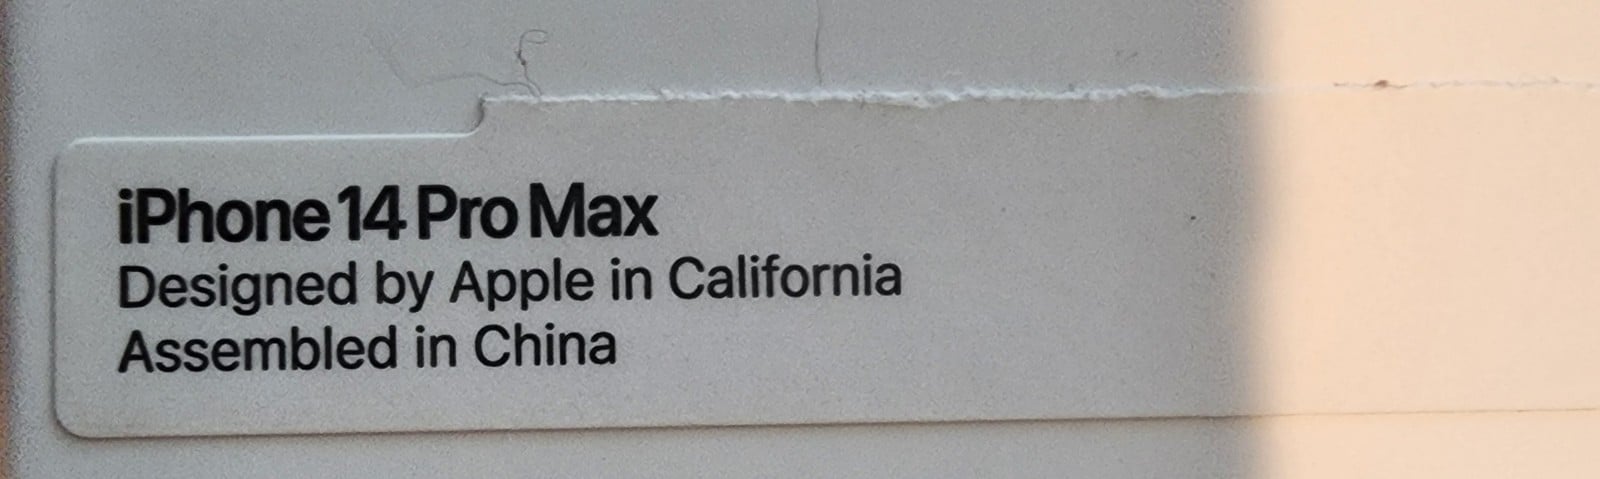 iPhone 14 Pro Max
Designed by Apple in California
Assembled in China